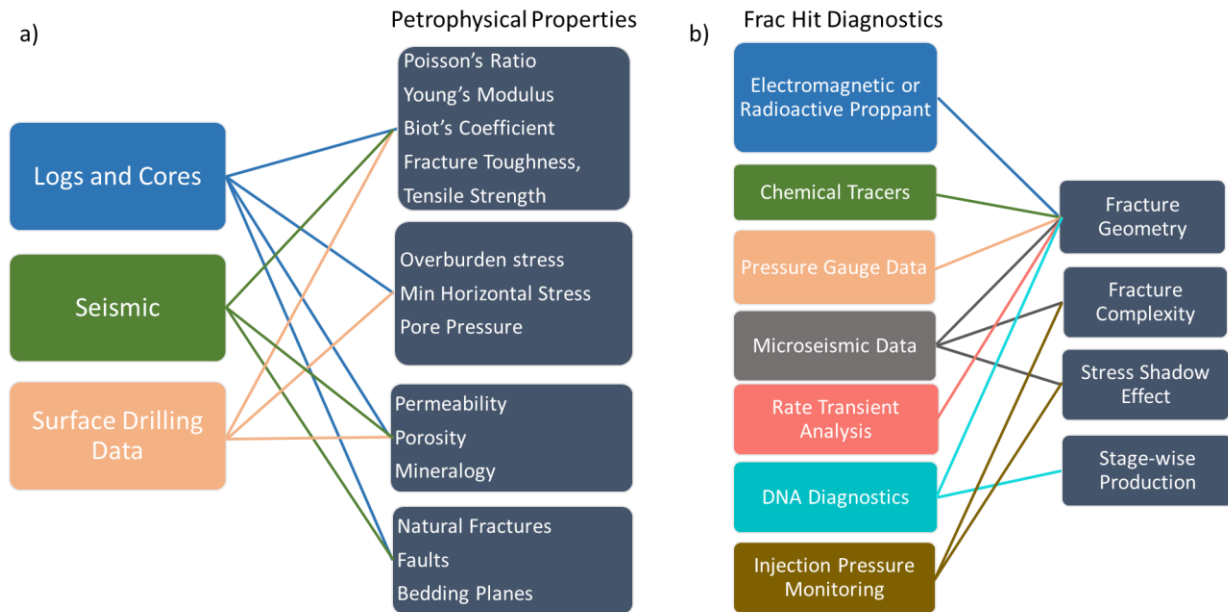 a)
Petrophysical Properties
Logs and Cores
Seismic
Surface Drilling
Data
Poisson's Ratio
Young's Modulus
Biot's Coefficient
Fracture Toughness,
Tensile Strength
Overburden stress
Min Horizontal Stress
Pore Pressure
Permeability
Porosity
Mineralogy
Natural Fractures
Faults
Bedding Planes
b)
Frac Hit Diagnostics
Electromagnetic or
Radioactive Proppant
Chemical Tracers
Pressure Gauge Data
Microseismic Data
Rate Transient
Analysis
DNA Diagnostics
Injection Pressure
Monitoring
Fracture
Geometry
Fracture
Complexity
Stress Shadow
Effect
Stage-wise
Production